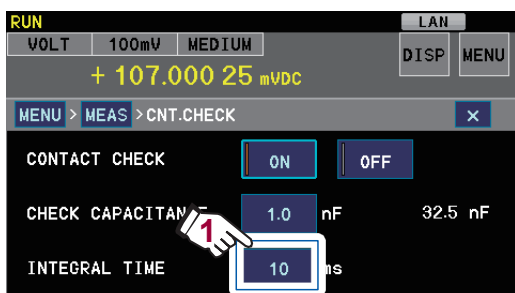 RUN LAN
VOLT 100mV MEDIUM DISP MENU
+ 107.000 25 mVDC
MENU > MEAS >CNT.CHECK ×
CONTACT CHECK ON OFF
CHECK 1.0 nF 32.5 nF
1
INTEGRAL TIME 10 ms